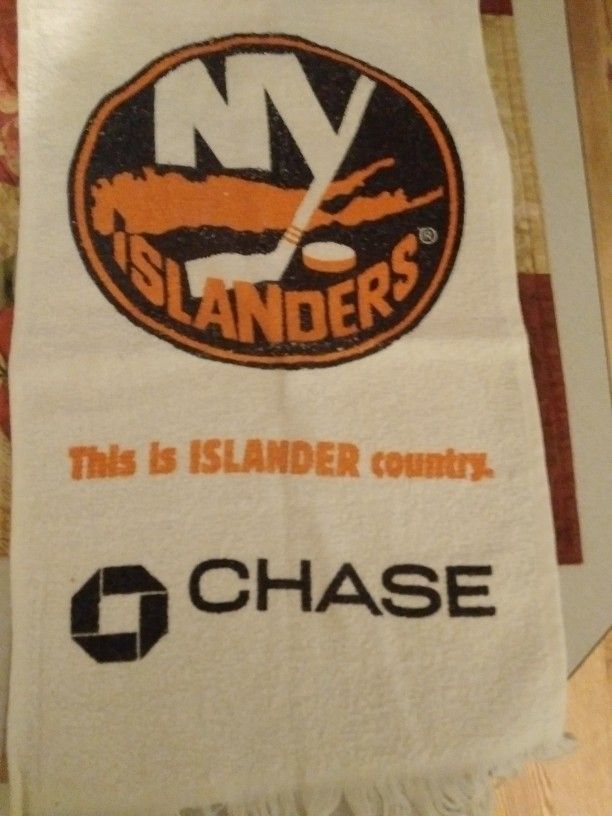 NY
ISLANDERS®
This is ISLANDER country.
CHASE